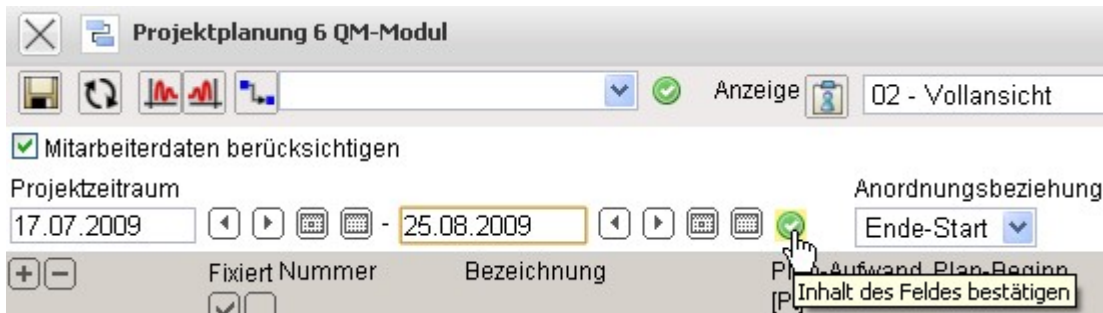 Projektplanung 6 QM-Modul
Anzeige 02 - Vollansicht
Mitarbeiterdaten berücksichtigen
Projektzeitraum Anordnungsbeziehung
17.07.2009 - 25.08.2009 Ende-Start
Fixiert Nummer Bezeichnung Plan-Beginn
Inhalt des Feldes bestätigen